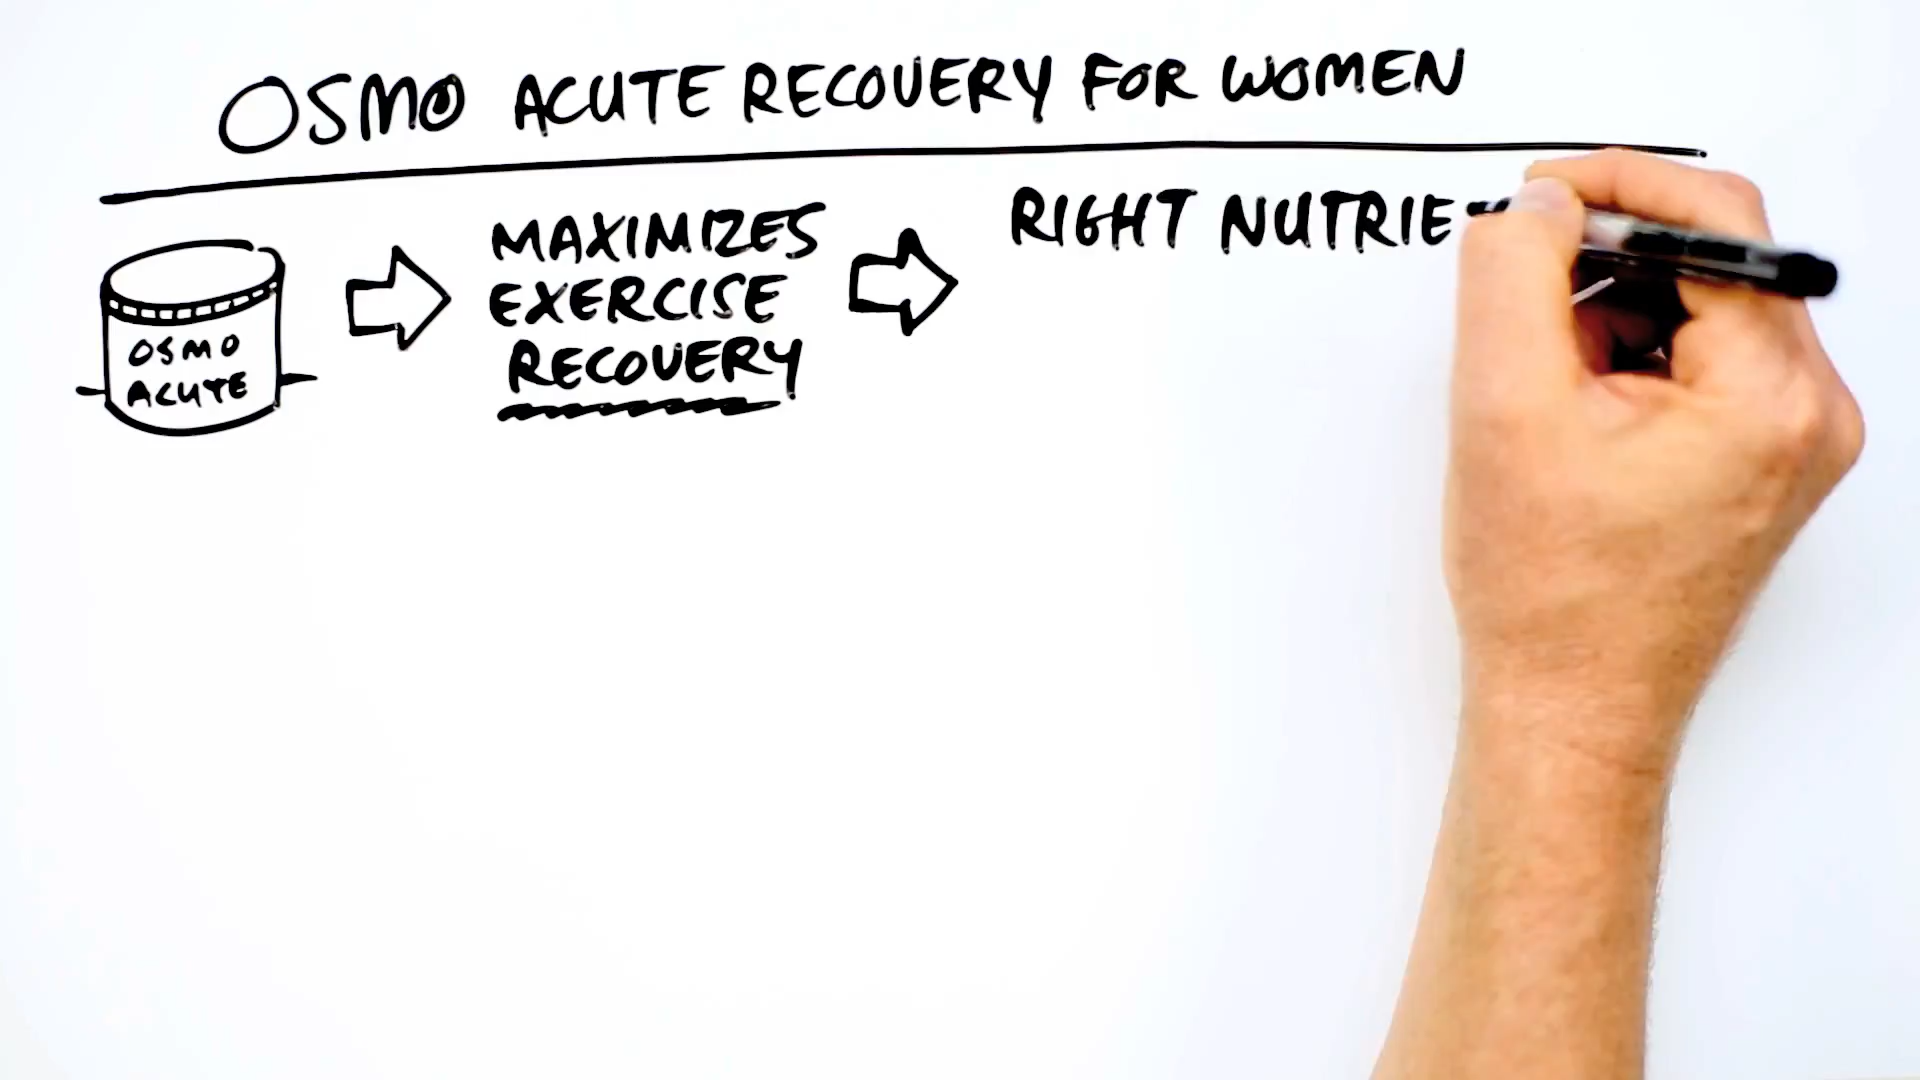 OSMO ACUTE RECOVERY FOR WOMEN
OSMO
ACUTE
MAXIMIZES
EXERCISE
RECOVERY
RIGHT NUTRIE